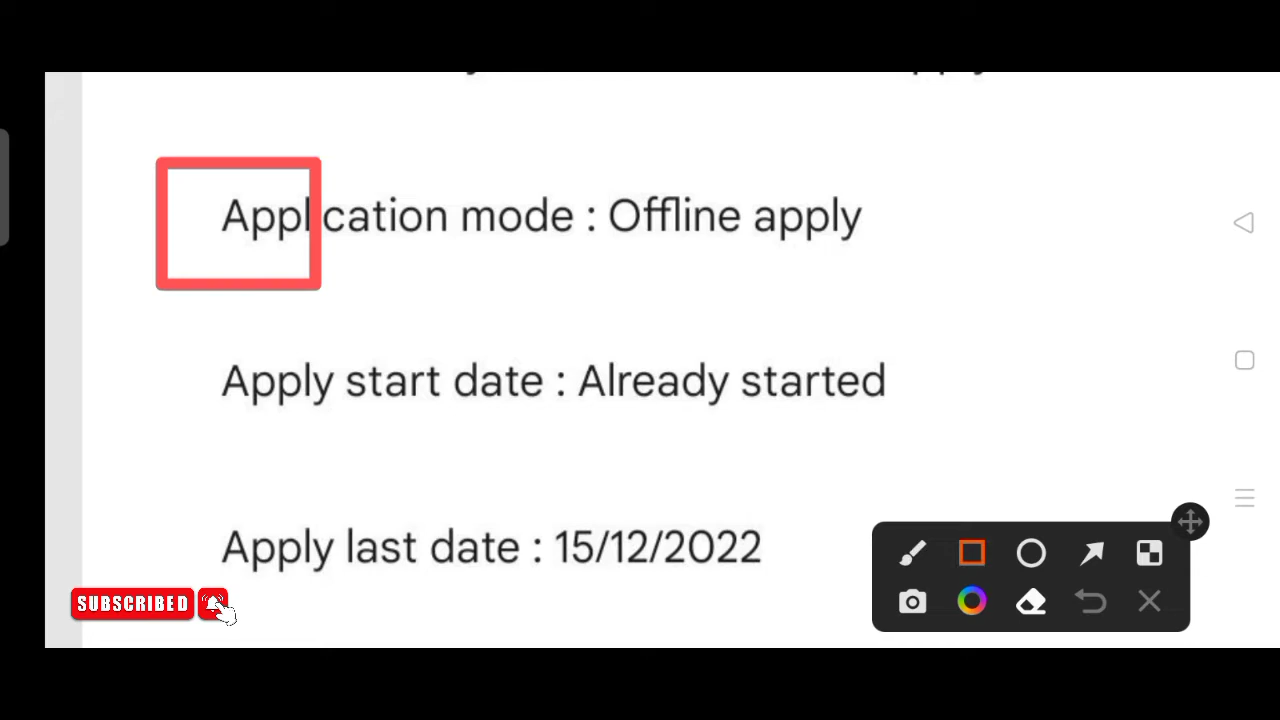 Application mode : Offline apply
Apply start date : Already started
Apply last date : 15/12/2022
SUBSCRIBED